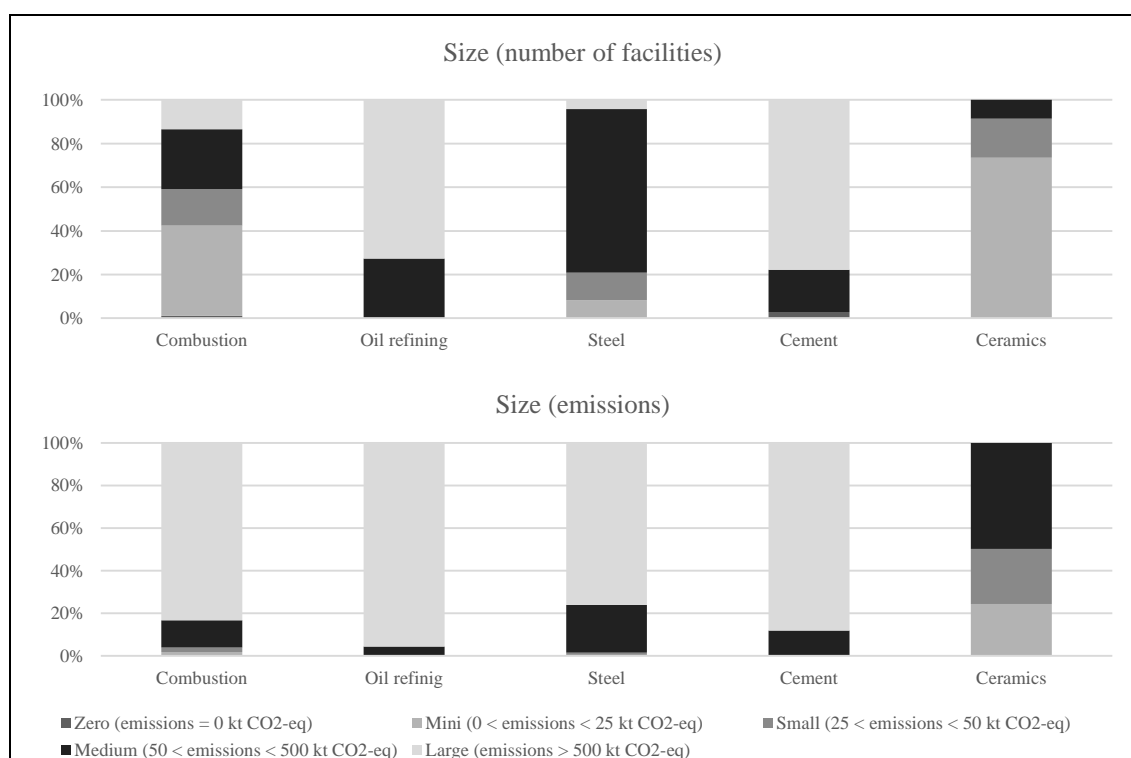 Size (number of facilities)
100%
80%
60%
40%
20%
0%
Combustion Oil refining Steel Cement Ceramics
Size (emissions)
100%
80%
60%
40%
20%
0%
Combustion Oil refinig Steel Cement Ceramics
Zero (emissions = 0 kt CO2-eq) Mini (0 < emissions < 25 kt CO2-eq) Small (25 < emissions < 50 kt CO2-eq)
Medium (50 < emissions < 500 kt CO2-eq) Large (emissions > 500 kt CO2-eq)